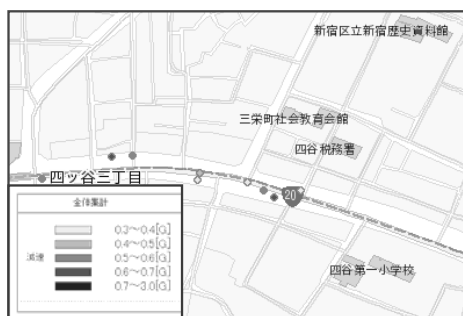 新宿区立新宿歴史資料館
三栄町社会教育会館
四谷税務署
四ッ谷三丁目
20
全体集計
減速
0.3〜0.4[G]
0.4〜0.5[G]
0.5〜0.6[G]
0.6〜0.7[G]
0.7〜3.0[G]
四谷第一小学校